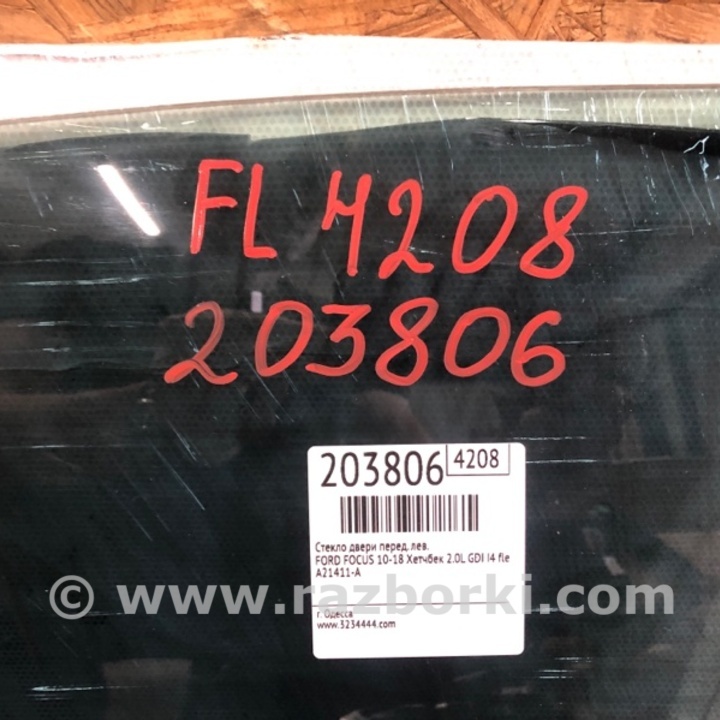 FL 4208
203806
203806 4208
Стекло двери перед. лев.
FORD FOCUS 10-18 Хетчбек 2.0L GDI I4 fle
A21411-A
© www.razborki.com
г. Одесса
www.3234444.com